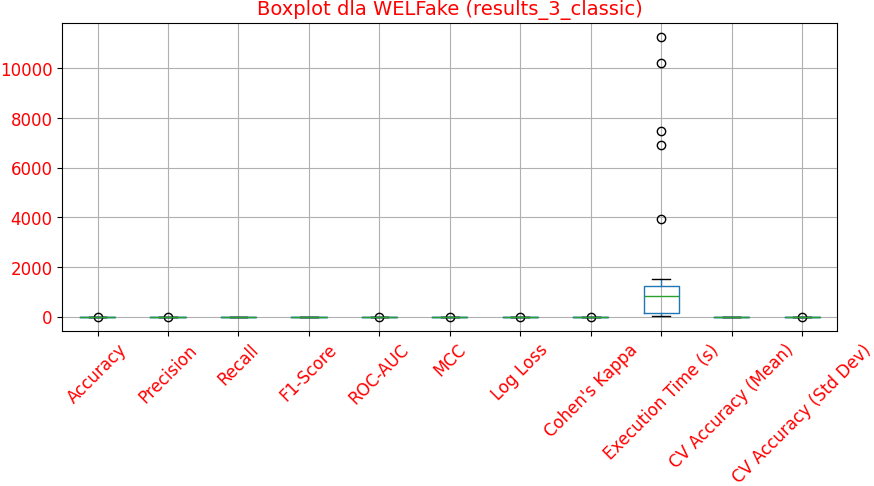 Boxplot dla WELFake (results_3_classic)
10000
8000
6000
4000
2000
0
Accuracy
Precision
Recall
F1-Score
ROC-AUC
MCC
Log Loss
Cohen's Kappa
Execution Time (s)
CV Accuracy (Mean)
CV Accuracy (Std Dev)